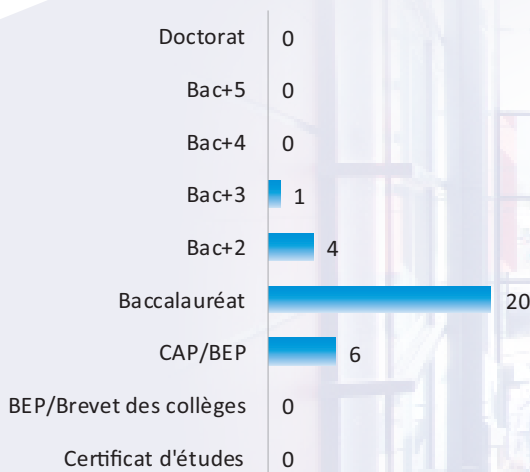 Doctorat 0
Bac+5 0
Bac+4 0
Bac+3 1
Bac+2 4
Baccalauréat 20
CAP/BEP 6
BEP/Brevet des collèges 0
Certificat d'études 0